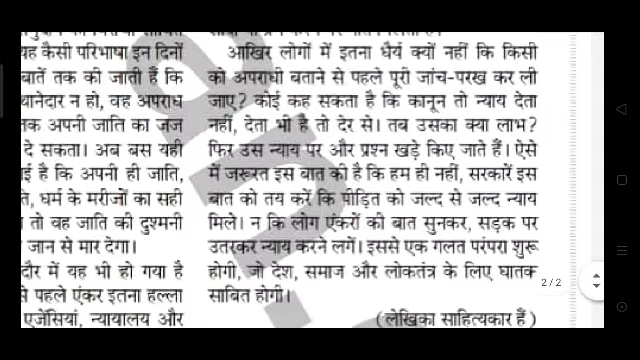 यह कैसी परिभाषा इन दिनों
बातें तक की जाती हैं कि
थानेदार न हो, वह अपराध
तक अपनी जाति का जज
दे सकता। अब बस यही
ई है कि अपनी ही जाति,
ते, धर्म के मरीजों का सही
तो वह जाति की दुश्मनी
जान से मार देगा।
दौर में यह भी हो गया है
से पहले एंकर इतना हल्ला
एजेंसियां, न्यायालय और
आखिर लोगों में इतना धैर्य क्यों नहीं कि किसी
को अपराधी बताने से पहले पूरी जांच-परख कर ली
जाए? कोई कह सकता है कि कानून तो न्याय देता
नहीं, देता भी है तो देर से। तब उसका क्या लाभ?
फिर उस न्याय पर और प्रश्न खड़े किए जाते हैं। ऐसे
में जरूरत इस बात की है कि हम ही नहीं, सरकारें इस
बात को तय करें कि पीड़ित को जल्द से जल्द न्याय
मिले। न कि लोग एंकरों की बात सुनकर, सड़क पर
उतरकर न्याय करने लगें। इससे एक गलत परंपरा शुरू
होगी, जो देश, समाज और लोकतंत्र के लिए घातक
साबित होगी।
(लेखिका साहित्यकार हैं)
2/2